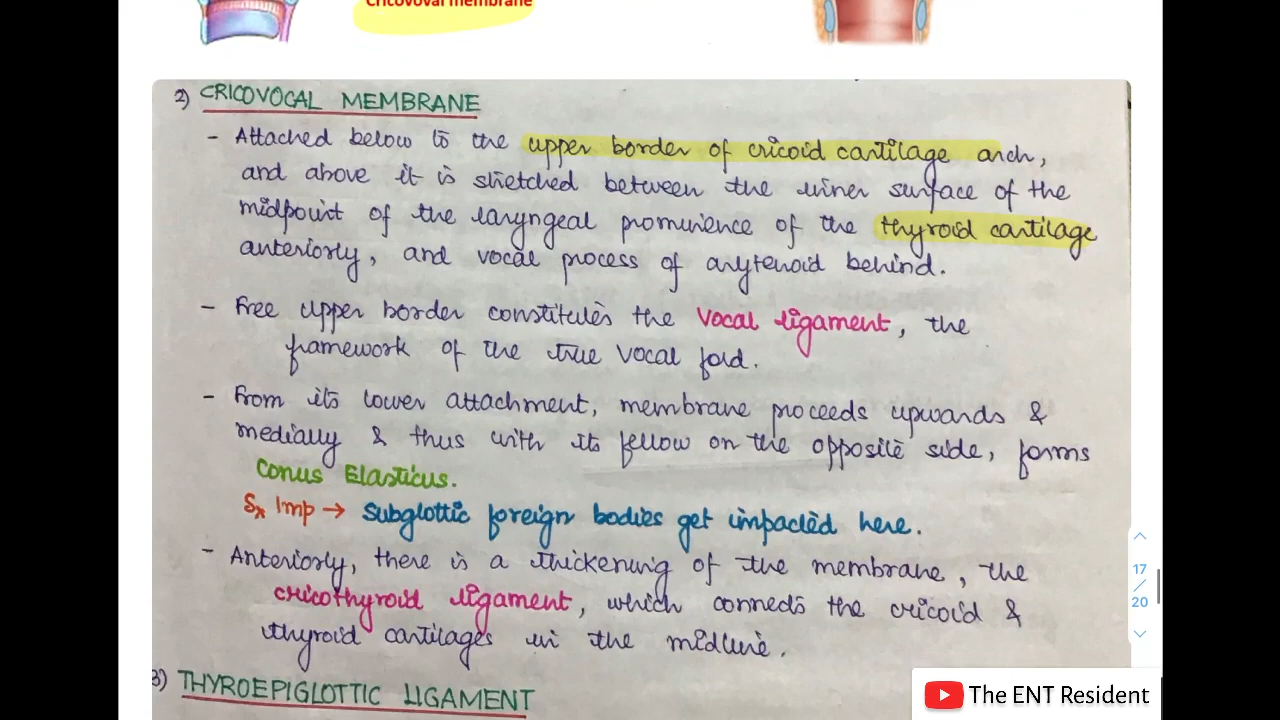 Cricovoval membrane
2) CRICOVOCAL MEMBRANE
- Attached below to the upper border of cricoid cartilage arch,
and above it is stretched between the inner surface of the
midpoint of the laryngeal prominence of the thyroid cartilage
anteriorly, and vocal process of arytenoid behind.
- Free upper border constitutes the vocal ligament, the
framework of the true vocal fold.
- From its lower attachment, membrane proceeds upwards &
medially & thus with its fellow on the opposite side, forms
Conus Elasticus.
Sx Imp → Subglottic foreign bodies get impacted here.
- Anteriorly, there is a thickening of the membrane, the
cricothyroid ligament, which connects the cricoid &
thyroid cartilages in the midline.
3) THYROEPIGLOTTIC LIGAMENT
17
/
20
The ENT Resident